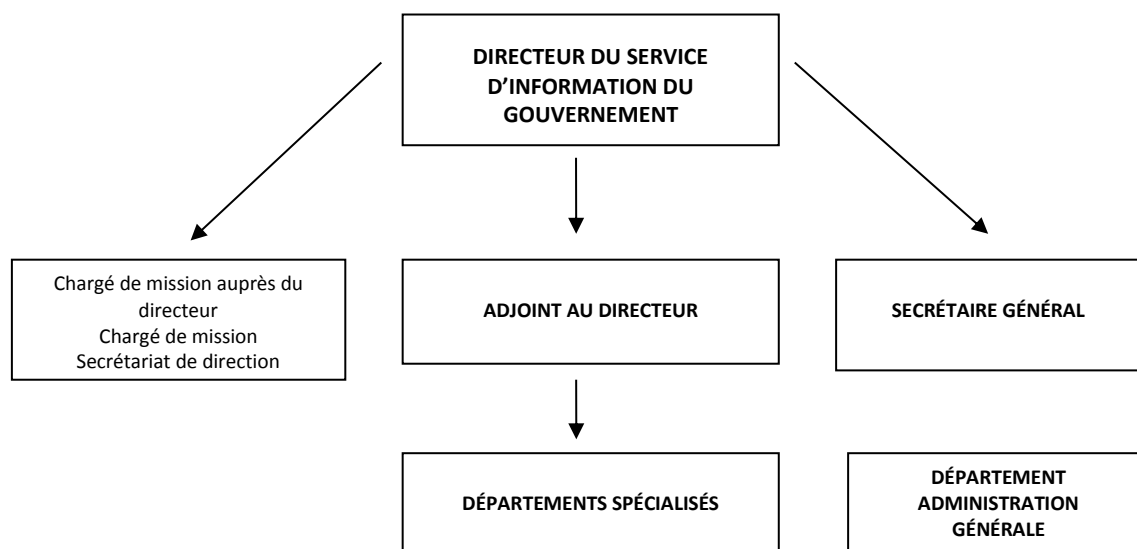 DIRECTEUR DU SERVICE
D’INFORMATION DU
GOUVERNEMENT
Chargé de mission auprès du
directeur
Chargé de mission
Secrétariat de direction
ADJOINT AU DIRECTEUR
SECRÉTAIRE GÉNÉRAL
DÉPARTEMENTS SPÉCIALISÉS
DÉPARTEMENT
ADMINISTRATION
GÉNÉRALE